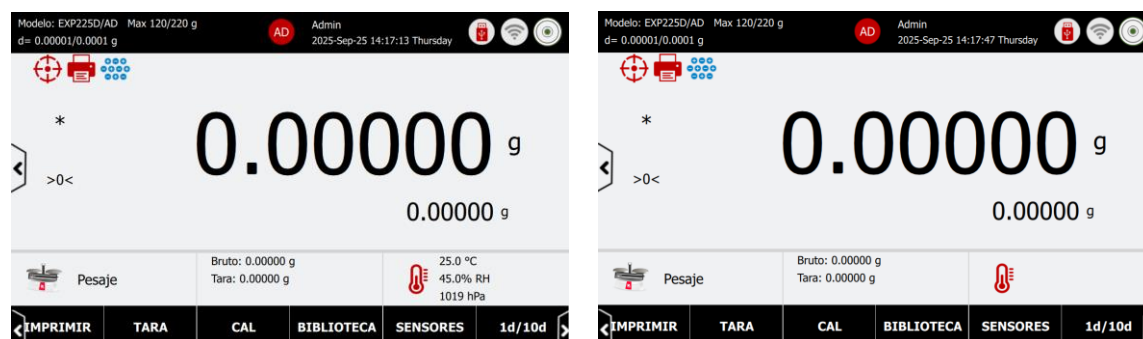 Modelo: EXP225D/AD Max 120/220 g
d= 0.00001/0.0001 g
AD
Admin
2025-Sep-25 14:17:13 Thursday
*
>0<
0.00000 g
0.00000 g
Pesaje
Bruto: 0.00000 g
Tara: 0.00000 g
25.0 °C
45.0% RH
1019 hPa
IMPRIMIR TARA CAL BIBLIOTECA SENSORES 1d/10d
Modelo: EXP225D/AD Max 120/220 g
d= 0.00001/0.0001 g
AD
Admin
2025-Sep-25 14:17:47 Thursday
*
>0<
0.00000 g
0.00000 g
Pesaje
Bruto: 0.00000 g
Tara: 0.00000 g
IMPRIMIR TARA CAL BIBLIOTECA SENSORES 1d/10d